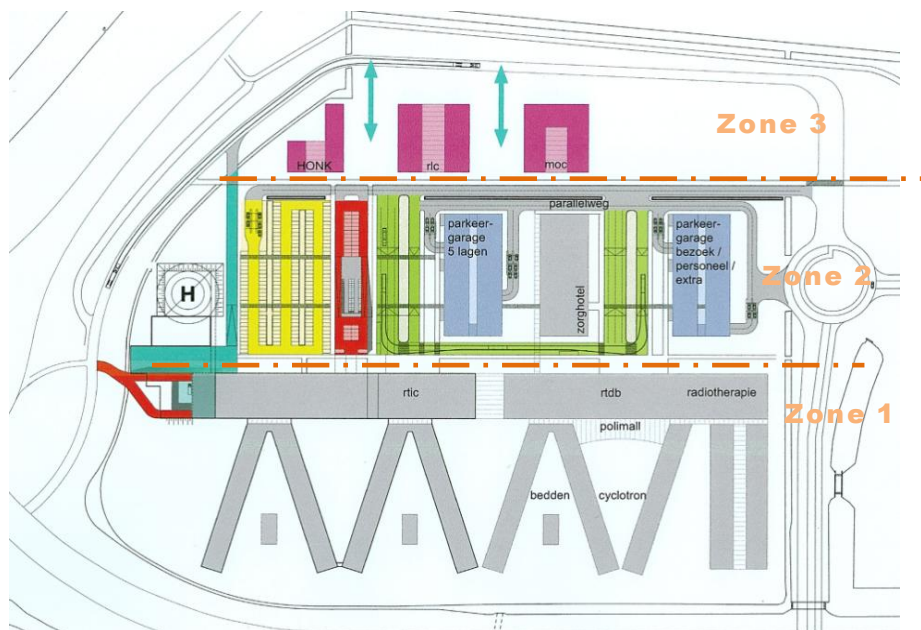 Zone 3
HONK
rlc
moc
parallelweg
parkeer-
garage
5 lagen
parkeer-
garage
bezoek /
personeel /
extra
Zone 2
H
zorghotel
rtic
rtdb
radiotherapie
Zone 1
polimall
bedden
cyclotron